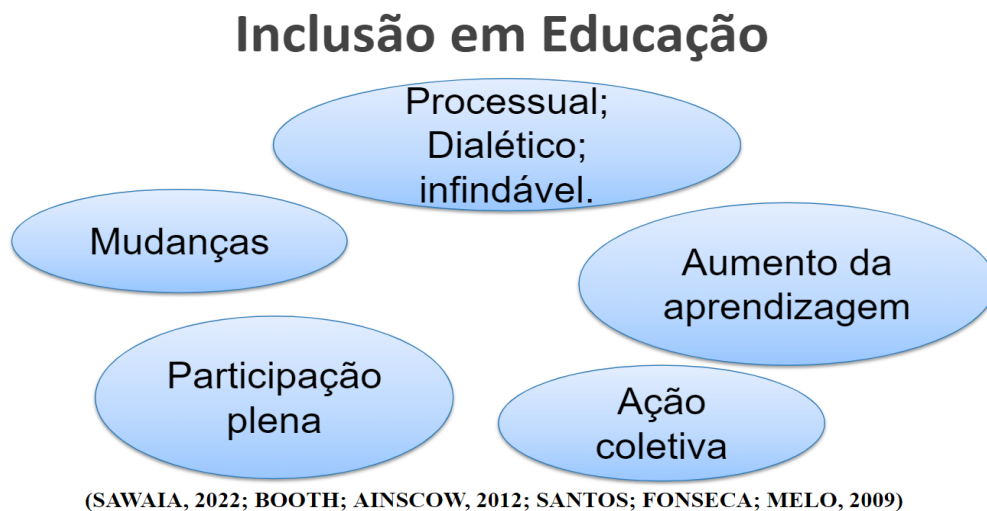 Inclusão em Educação
Processual;
Dialético;
infindável.
Mudanças
Aumento da
aprendizagem
Participação
plena
Ação
coletiva
(SAWAIA, 2022; BOOTH; AINSCOW, 2012; SANTOS; FONSECA; MELO, 2009)